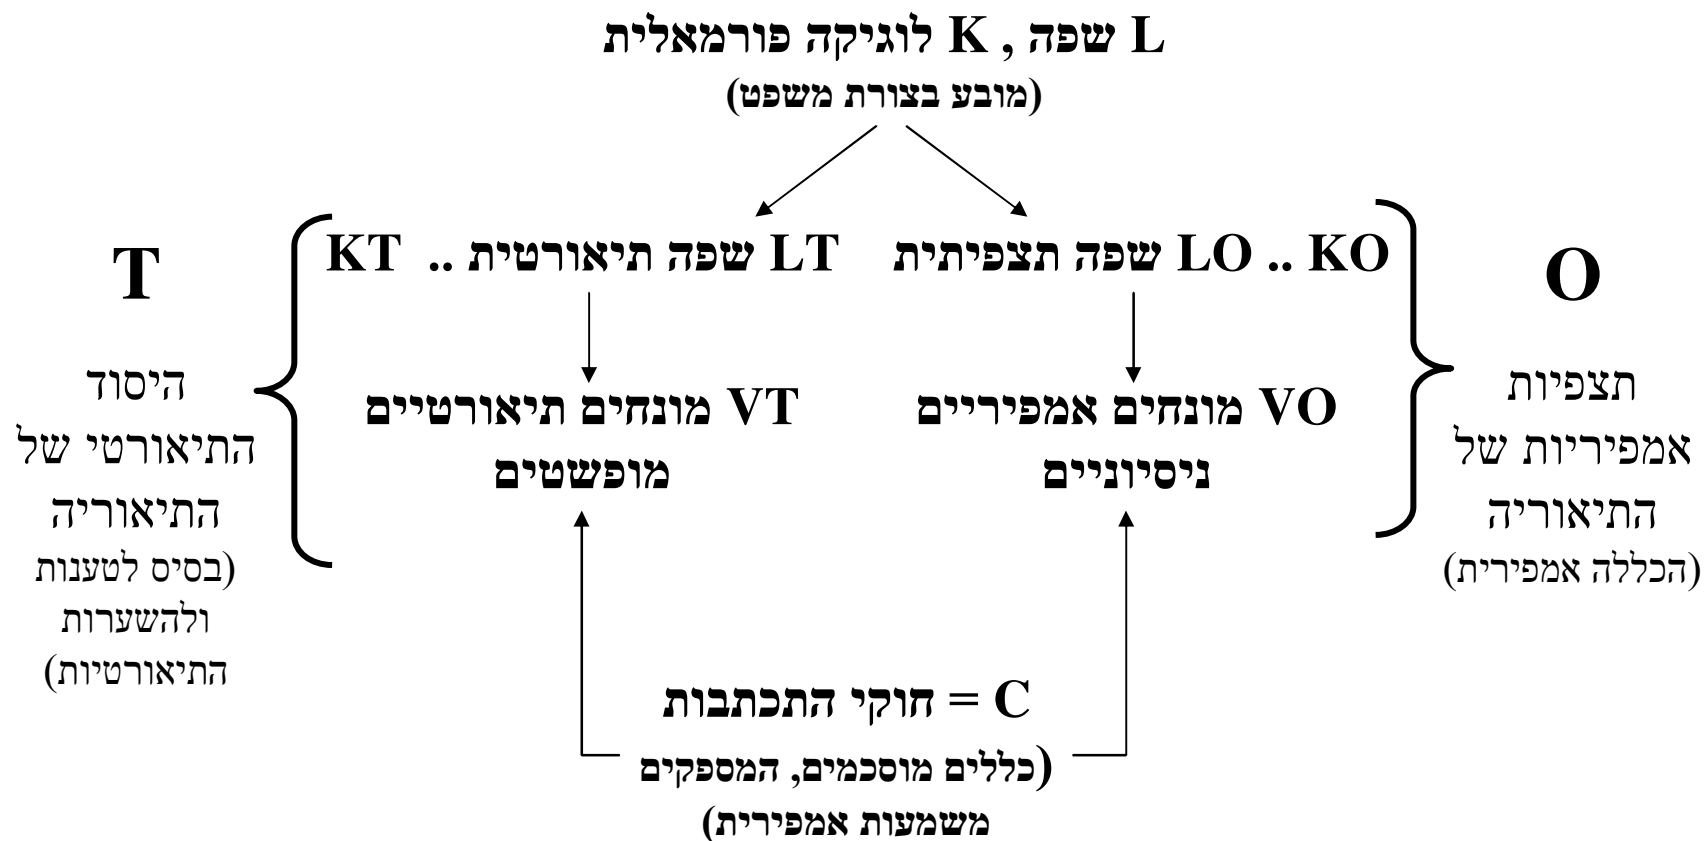 L שפה , K לוגיקה פורמאלית
(מובע בצורת משפט)
O
LO .. KO שפה תצפיתית
LT שפה תיאורטית .. KT
T
תצפיות
אמפיריות של
התיאוריה
(הכללה אמפירית)
VO מונחים אמפיריים
ניסיוניים
VT מונחים תיאורטיים
מופשטים
היסוד
התיאורטי של
התיאוריה
(בסיס לטענות
ולהשערות
התיאורטיות)
C = חוקי התכתבות
(כללים מוסכמים, המספקים
משמעות אמפירית)